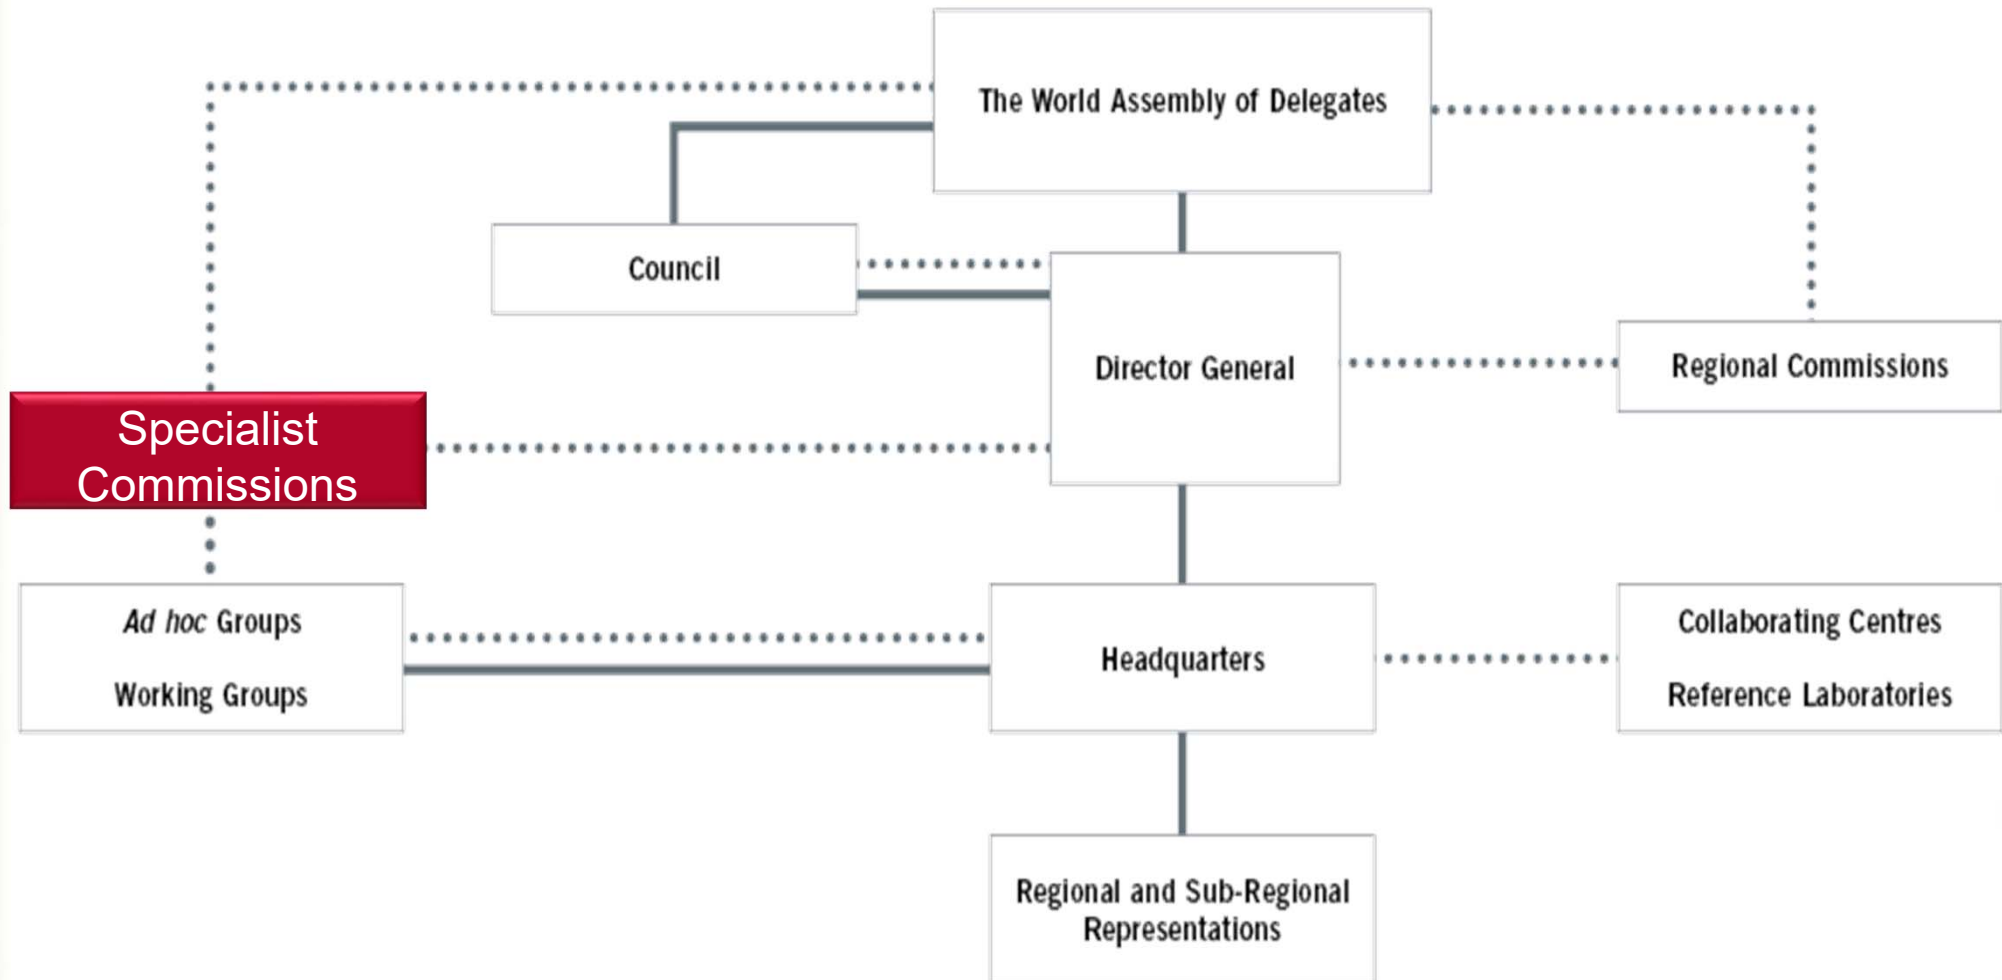 The World Assembly of Delegates
Council
Director General
Regional Commissions
Specialist
Commissions
Ad hoc Groups
Working Groups
Headquarters
Collaborating Centres
Reference Laboratories
Regional and Sub-Regional
Representations